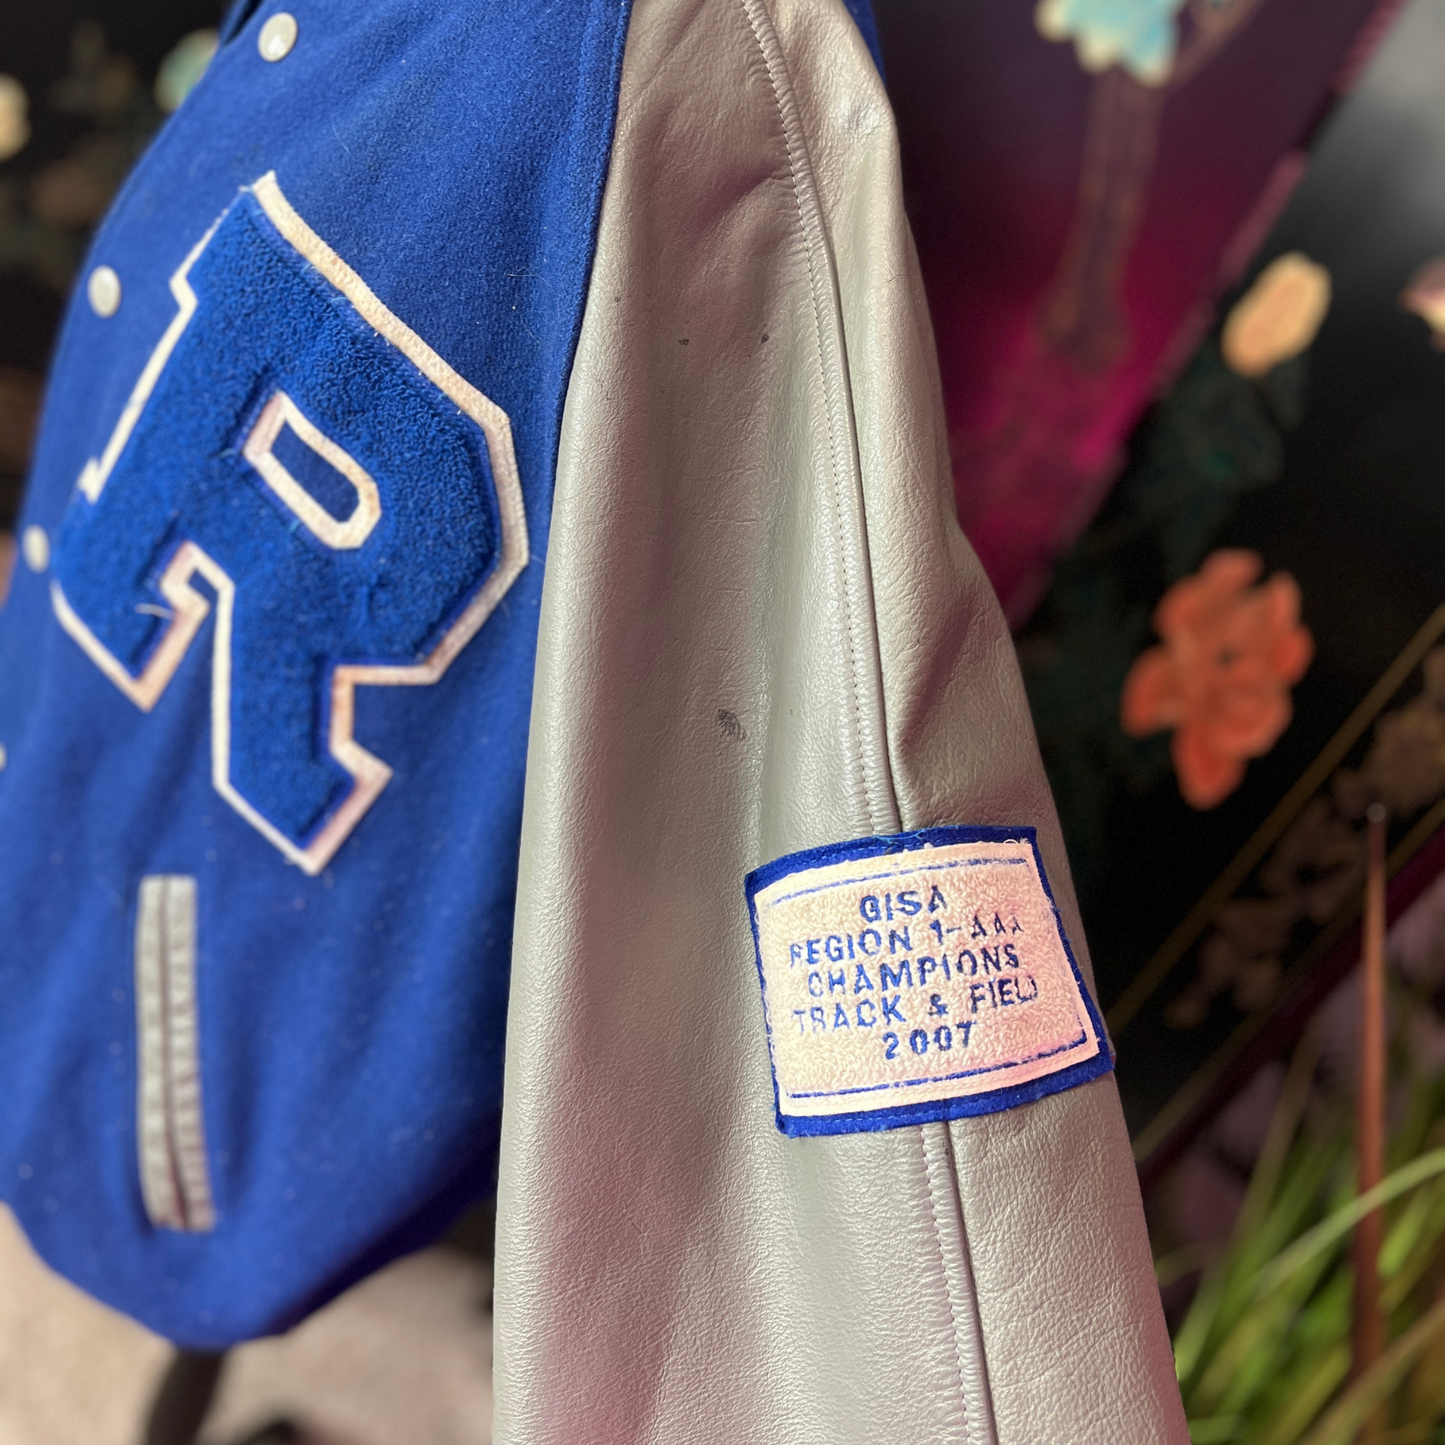 R
GISA
REGION 1-AAA
CHAMPIONS
TRACK & FIELD
2007